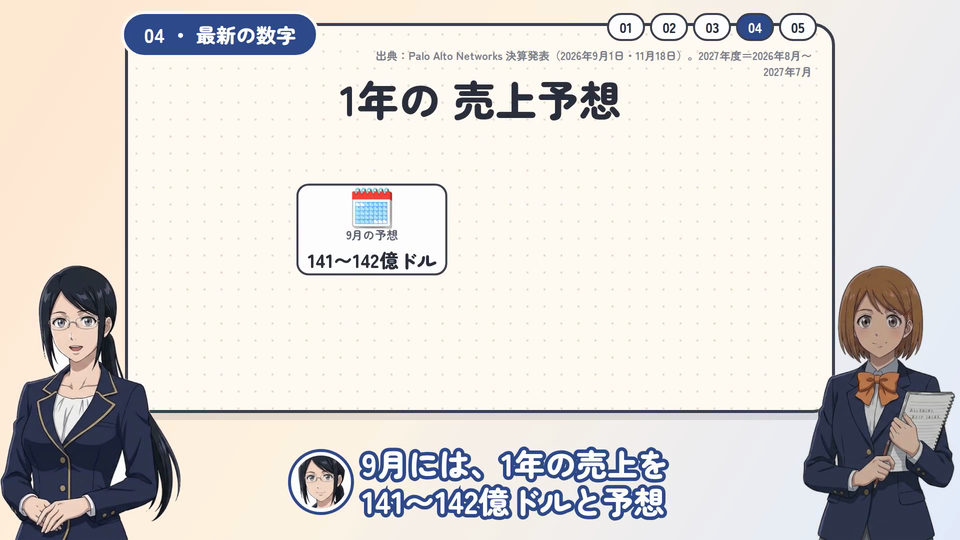 04 ・ 最新の数字
01 02 03 04 05
出典：Palo Alto Networks 決算発表（2026年9月1日・11月18日）。2027年度＝2026年8月〜
2027年7月
1年の 売上予想
9月の予想
141〜142億ドル
9月には、1年の売上を
141〜142億ドルと予想